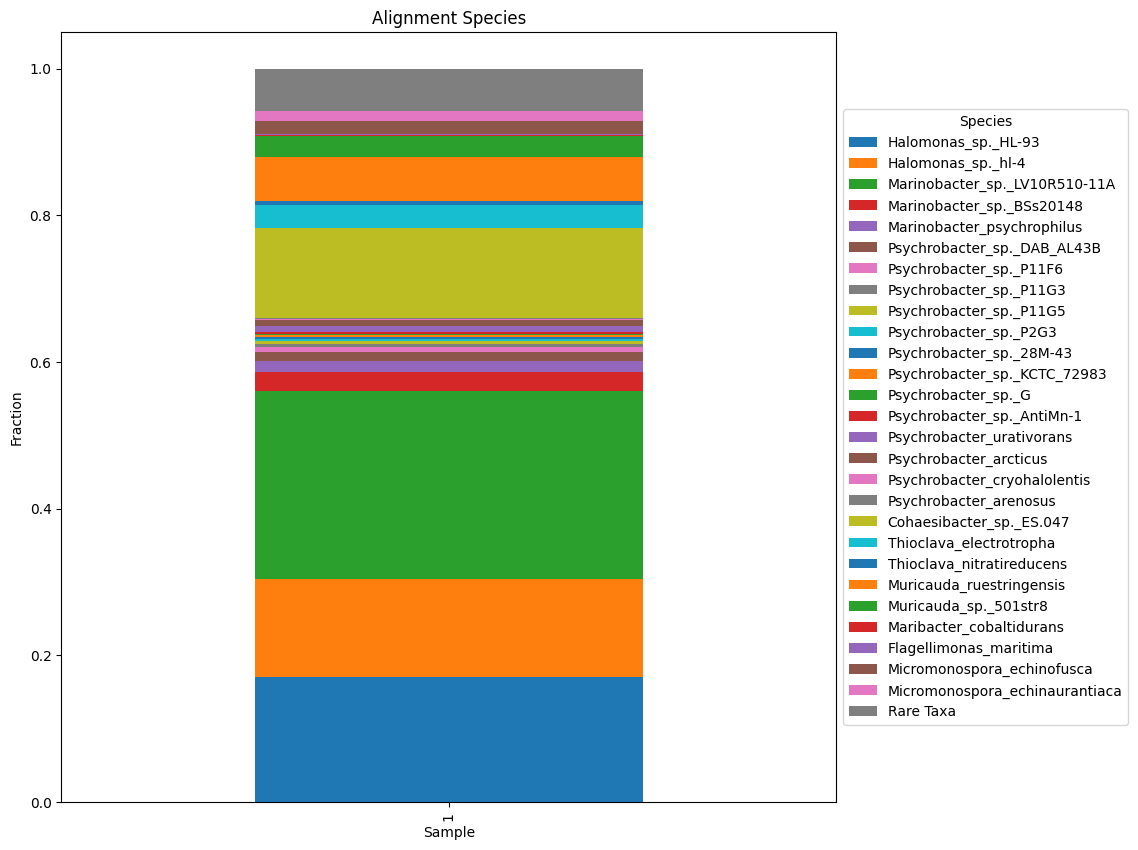 Alignment Species
1.0
0.8
0.6
0.4
0.2
0.0
Fraction
1
Sample
Species
Halomonas_sp._HL-93
Halomonas_sp._hl-4
Marinobacter_sp._LV10R510-11A
Marinobacter_sp._BSs20148
Marinobacter_psychrophilus
Psychrobacter_sp._DAB_AL43B
Psychrobacter_sp._P11F6
Psychrobacter_sp._P11G3
Psychrobacter_sp._P11G5
Psychrobacter_sp._P2G3
Psychrobacter_sp._28M-43
Psychrobacter_sp._KCTC_72983
Psychrobacter_sp._G
Psychrobacter_sp._AntiMn-1
Psychrobacter_urativorans
Psychrobacter_arcticus
Psychrobacter_cryohalolentis
Psychrobacter_arenosus
Cohaesibacter_sp._ES.047
Thioclava_electrotropha
Thioclava_nitratireducens
Muricauda_ruestringensis
Muricauda_sp._501str8
Maribacter_cobaltidurans
Flagellimonas_maritima
Micromonospora_echinofusca
Micromonospora_echinaurantiaca
Rare Taxa